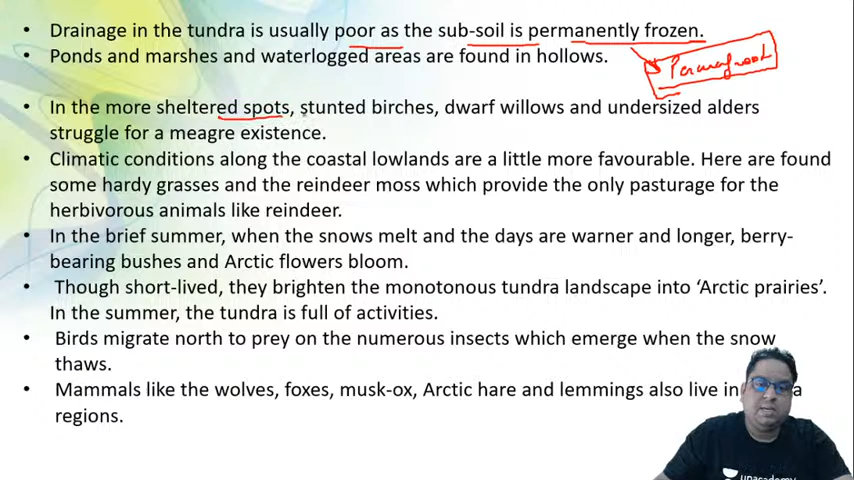 • Drainage in the tundra is usually poor as the sub-soil is permanently frozen.
• Ponds and marshes and waterlogged areas are found in hollows.
Permafrost
• In the more sheltered spots, stunted birches, dwarf willows and undersized alders
struggle for a meagre existence.
• Climatic conditions along the coastal lowlands are a little more favourable. Here are found
some hardy grasses and the reindeer moss which provide the only pasturage for the
herbivorous animals like reindeer.
• In the brief summer, when the snows melt and the days are warner and longer, berry-
bearing bushes and Arctic flowers bloom.
• Though short-lived, they brighten the monotonous tundra landscape into ‘Arctic prairies’.
In the summer, the tundra is full of activities.
• Birds migrate north to prey on the numerous insects which emerge when the snow
thaws.
• Mammals like the wolves, foxes, musk-ox, Arctic hare and lemmings also live in
regions.
unacademy